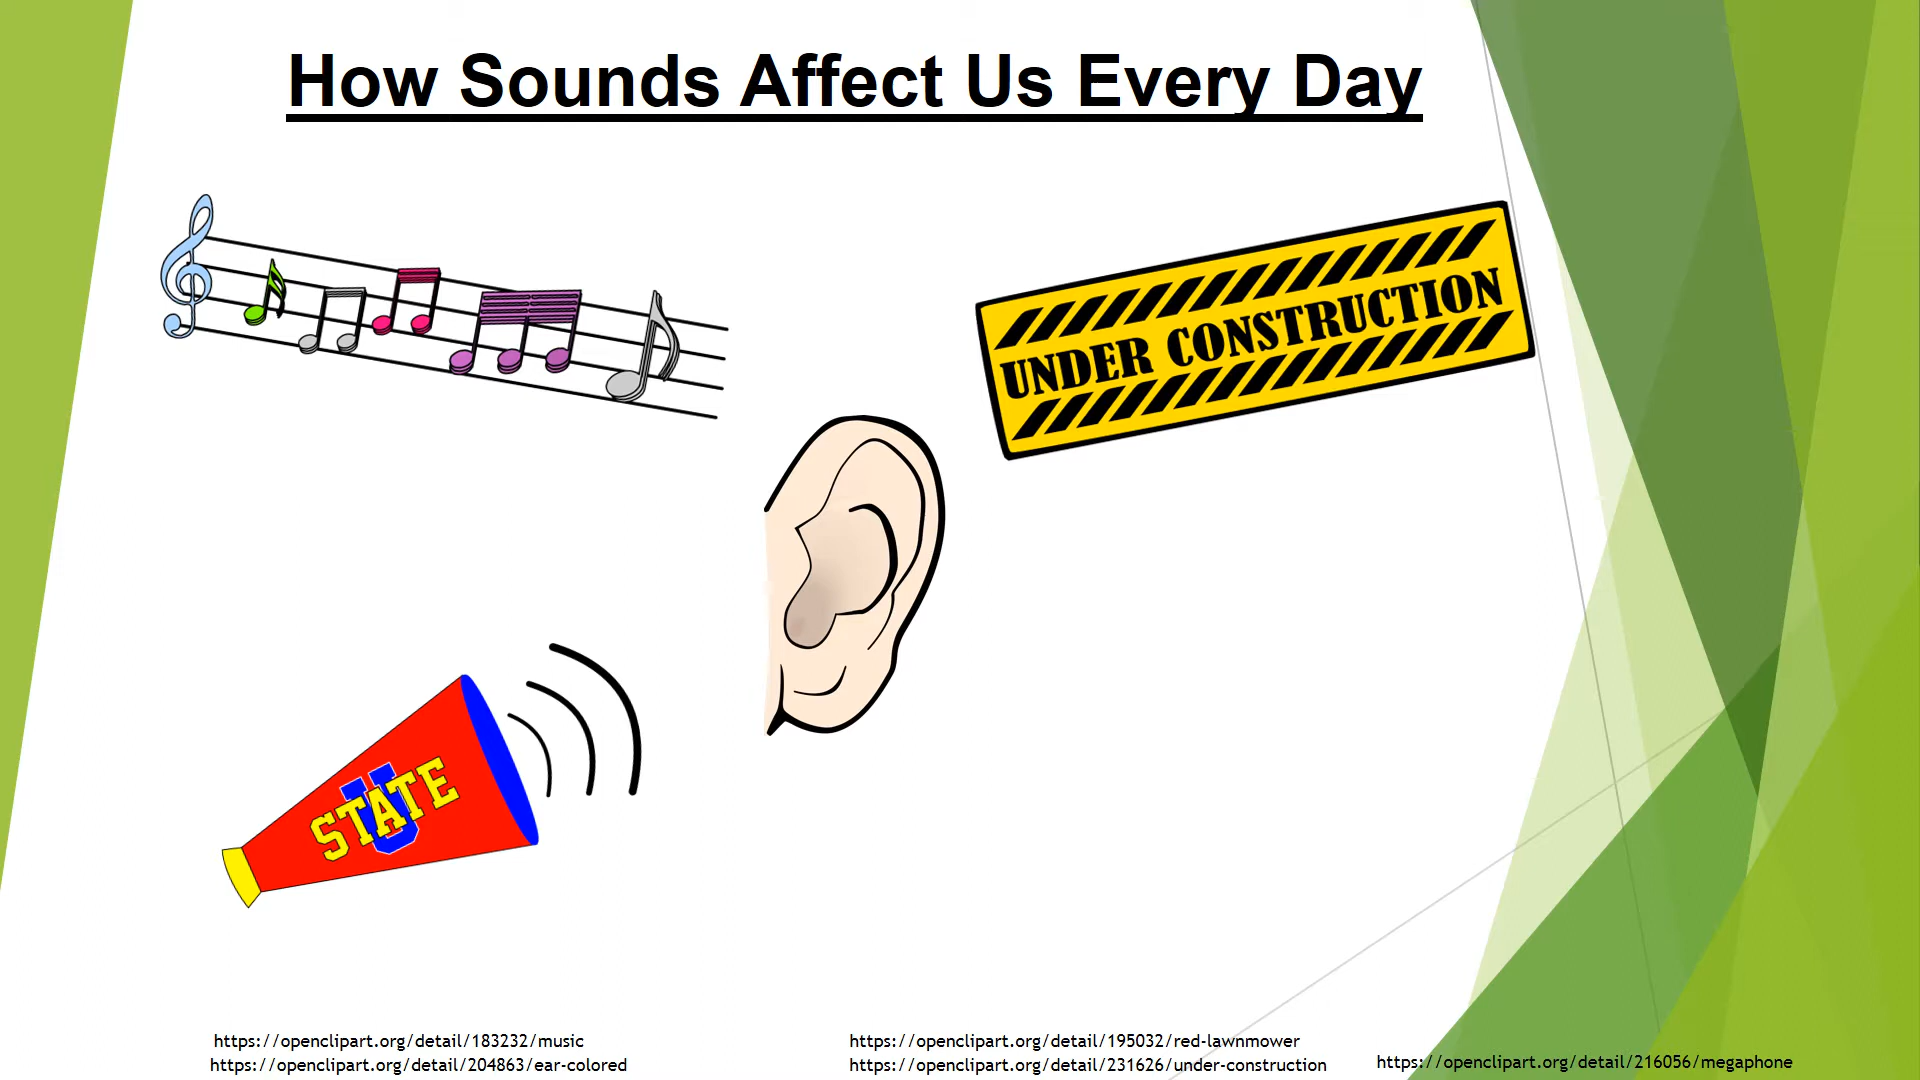 How Sounds Affect Us Every Day
UNDER CONSTRUCTION
U
STATE
https://openclipart.org/detail/183232/music
https://openclipart.org/detail/204863/ear-colored
https://openclipart.org/detail/195032/red-lawnmower
https://openclipart.org/detail/231626/under-construction
https://openclipart.org/detail/216056/megaphone